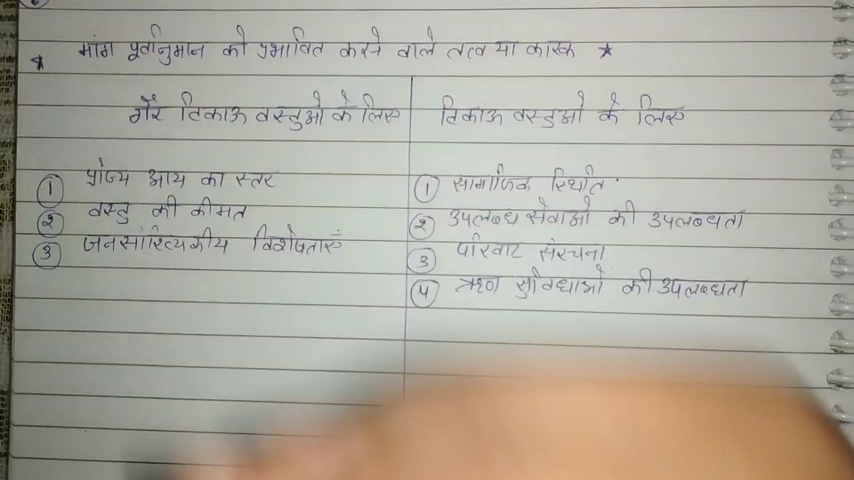 * मांग पूर्वानुमान को प्रभावित करने वाले तत्व या कारक *
गैर टिकाऊ वस्तुओ के लिए
प्रोज्य आय का स्तर
① वस्तु की कीमत
② जनसांख्यिकीय विशेषताएँ
③
टिकाऊ वस्तुओ के लिए
① सामाजिक स्थिति
② उपलब्ध सेवाओ की उपलब्धता
③ परिवार संरचना
④ ऋण सुविधाओ की उपलब्धता